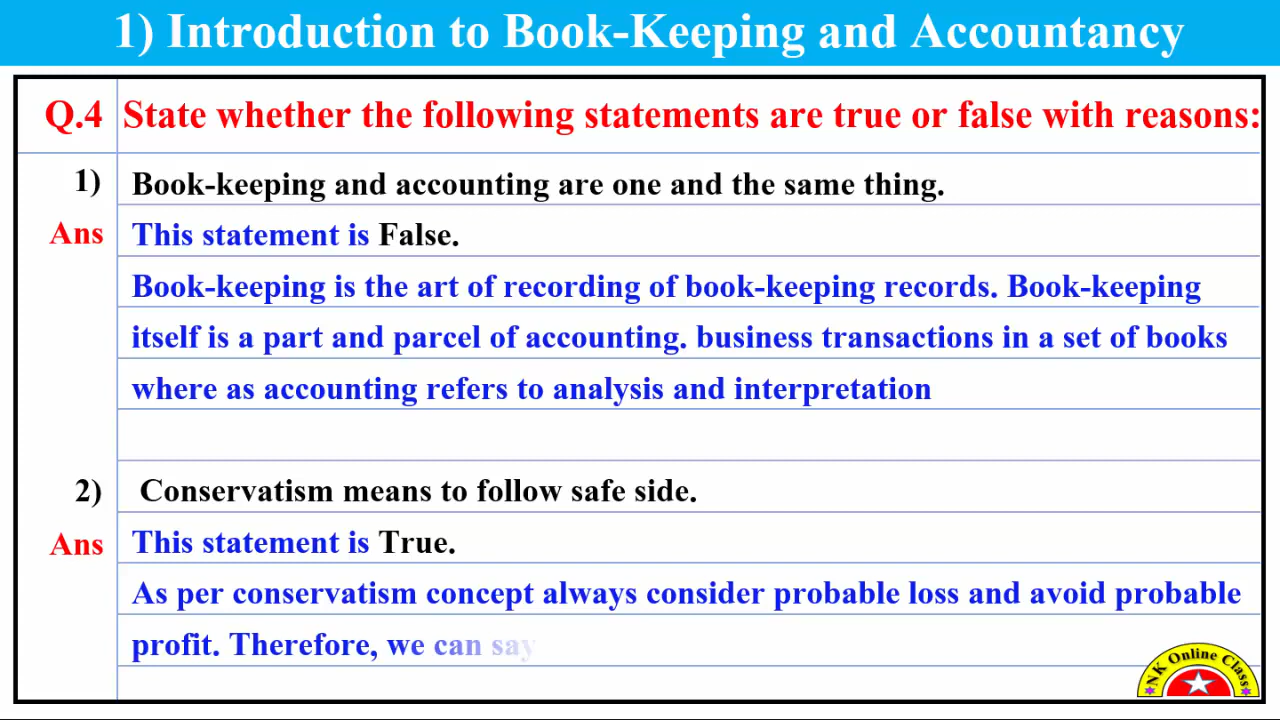 1) Introduction to Book-Keeping and Accountancy
Q.4 State whether the following statements are true or false with reasons:
1) Book-keeping and accounting are one and the same thing.
Ans This statement is False.
Book-keeping is the art of recording of book-keeping records. Book-keeping
itself is a part and parcel of accounting. business transactions in a set of books
where as accounting refers to analysis and interpretation
2) Conservatism means to follow safe side.
Ans This statement is True.
As per conservatism concept always consider probable loss and avoid probable
profit. Therefore, we can say
NK Online Class